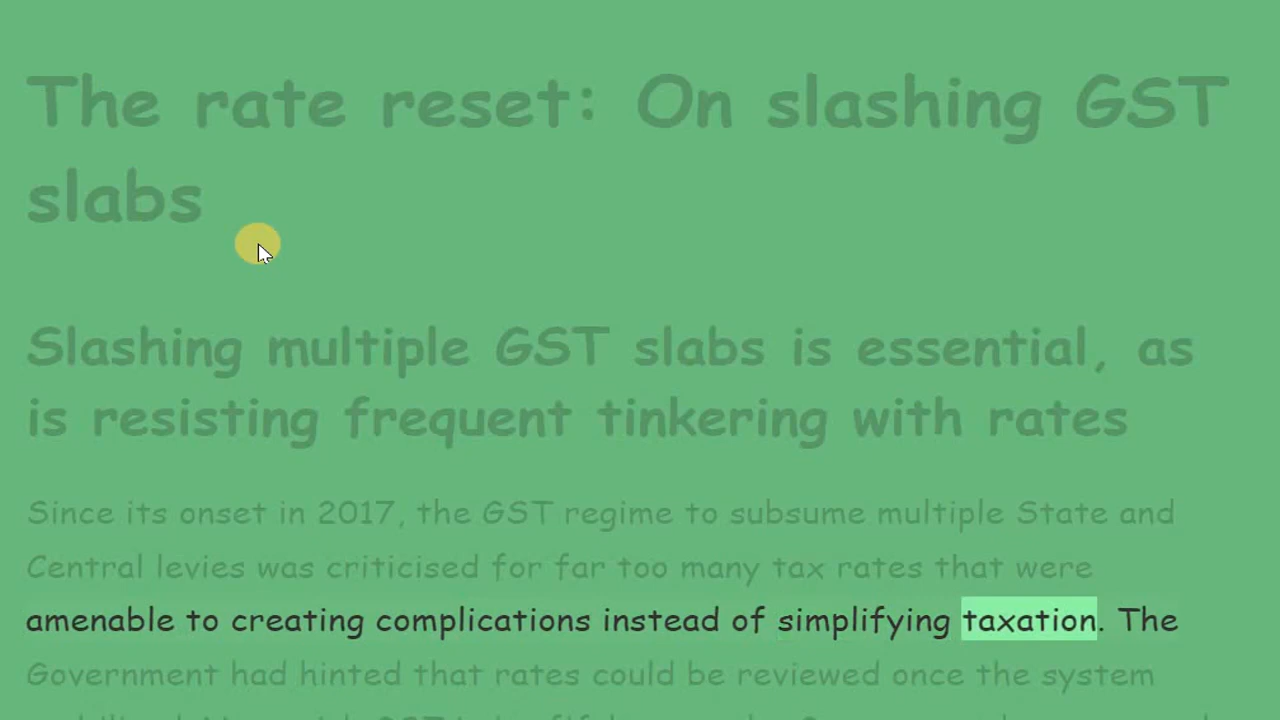 The rate reset: On slashing GST
slabs
Slashing multiple GST slabs is essential, as
is resisting frequent tinkering with rates
Since its onset in 2017, the GST regime to subsume multiple State and
Central levies was criticised for far too many tax rates that were
amenable to creating complications instead of simplifying taxation. The
Government had hinted that rates could be reviewed once the system